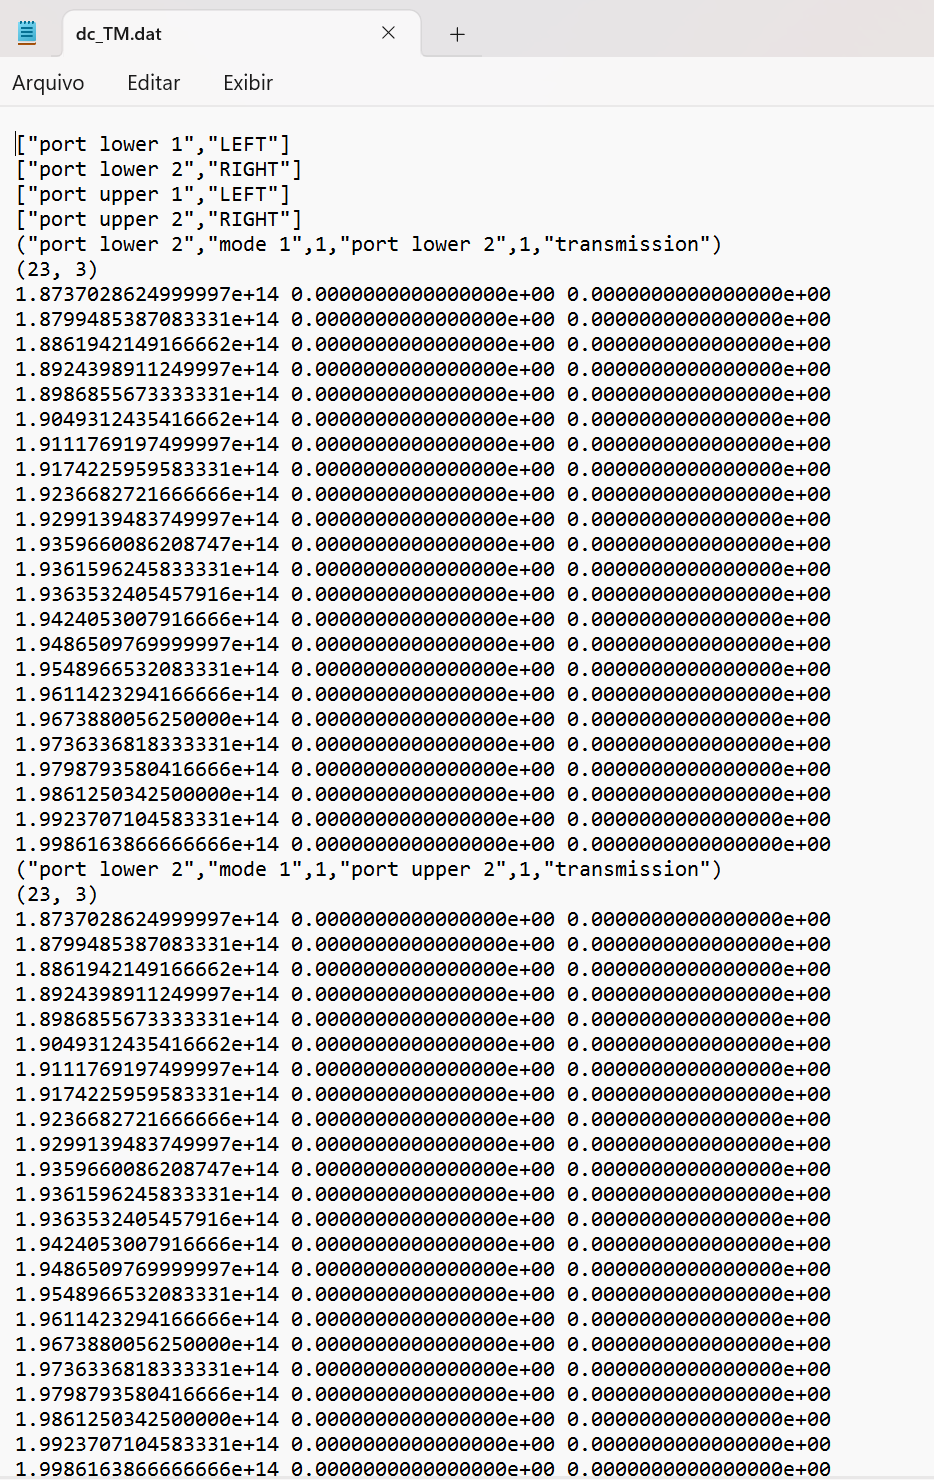 dc_TM.dat
Arquivo Editar Exibir
["port lower 1","LEFT"]
["port lower 2","RIGHT"]
["port upper 1","LEFT"]
["port upper 2","RIGHT"]
("port lower 2","mode 1",1,"port lower 2",1,"transmission")
(23, 3)
1.8737028624999997e+14 0.0000000000000000e+00 0.0000000000000000e+00
1.8799485387083331e+14 0.0000000000000000e+00 0.0000000000000000e+00
1.8861942149166662e+14 0.0000000000000000e+00 0.0000000000000000e+00
1.8924398911249997e+14 0.0000000000000000e+00 0.0000000000000000e+00
1.8986855673333331e+14 0.0000000000000000e+00 0.0000000000000000e+00
1.9049312435416662e+14 0.0000000000000000e+00 0.0000000000000000e+00
1.9111769197499997e+14 0.0000000000000000e+00 0.0000000000000000e+00
1.9174225959583331e+14 0.0000000000000000e+00 0.0000000000000000e+00
1.9236682721666666e+14 0.0000000000000000e+00 0.0000000000000000e+00
1.9299139483749997e+14 0.0000000000000000e+00 0.0000000000000000e+00
1.9359660086208747e+14 0.0000000000000000e+00 0.0000000000000000e+00
1.9361596245833331e+14 0.0000000000000000e+00 0.0000000000000000e+00
1.9363532405457916e+14 0.0000000000000000e+00 0.0000000000000000e+00
1.9424053007916666e+14 0.0000000000000000e+00 0.0000000000000000e+00
1.9486509769999997e+14 0.0000000000000000e+00 0.0000000000000000e+00
1.9548966532083331e+14 0.0000000000000000e+00 0.0000000000000000e+00
1.9611423294166666e+14 0.0000000000000000e+00 0.0000000000000000e+00
1.9673880056250000e+14 0.0000000000000000e+00 0.0000000000000000e+00
1.9736336818333331e+14 0.0000000000000000e+00 0.0000000000000000e+00
1.9798793580416666e+14 0.0000000000000000e+00 0.0000000000000000e+00
1.9861250342500000e+14 0.0000000000000000e+00 0.0000000000000000e+00
1.9923707104583331e+14 0.0000000000000000e+00 0.0000000000000000e+00
1.9986163866666666e+14 0.0000000000000000e+00 0.0000000000000000e+00
("port lower 2","mode 1",1,"port upper 2",1,"transmission")
(23, 3)
1.8737028624999997e+14 0.0000000000000000e+00 0.0000000000000000e+00
1.8799485387083331e+14 0.0000000000000000e+00 0.0000000000000000e+00
1.8861942149166662e+14 0.0000000000000000e+00 0.0000000000000000e+00
1.8924398911249997e+14 0.0000000000000000e+00 0.0000000000000000e+00
1.8986855673333331e+14 0.0000000000000000e+00 0.0000000000000000e+00
1.9049312435416662e+14 0.0000000000000000e+00 0.0000000000000000e+00
1.9111769197499997e+14 0.0000000000000000e+00 0.0000000000000000e+00
1.9174225959583331e+14 0.0000000000000000e+00 0.0000000000000000e+00
1.9236682721666666e+14 0.0000000000000000e+00 0.0000000000000000e+00
1.9299139483749997e+14 0.0000000000000000e+00 0.0000000000000000e+00
1.9359660086208747e+14 0.0000000000000000e+00 0.0000000000000000e+00
1.9361596245833331e+14 0.0000000000000000e+00 0.0000000000000000e+00
1.9363532405457916e+14 0.0000000000000000e+00 0.0000000000000000e+00
1.9424053007916666e+14 0.0000000000000000e+00 0.0000000000000000e+00
1.9486509769999997e+14 0.0000000000000000e+00 0.0000000000000000e+00
1.9548966532083331e+14 0.0000000000000000e+00 0.0000000000000000e+00
1.9611423294166666e+14 0.0000000000000000e+00 0.0000000000000000e+00
1.9673880056250000e+14 0.0000000000000000e+00 0.0000000000000000e+00
1.9736336818333331e+14 0.0000000000000000e+00 0.0000000000000000e+00
1.9798793580416666e+14 0.0000000000000000e+00 0.0000000000000000e+00
1.9861250342500000e+14 0.0000000000000000e+00 0.0000000000000000e+00
1.9923707104583331e+14 0.0000000000000000e+00 0.0000000000000000e+00
1.9986163866666666e+14 0.0000000000000000e+00 0.0000000000000000e+00